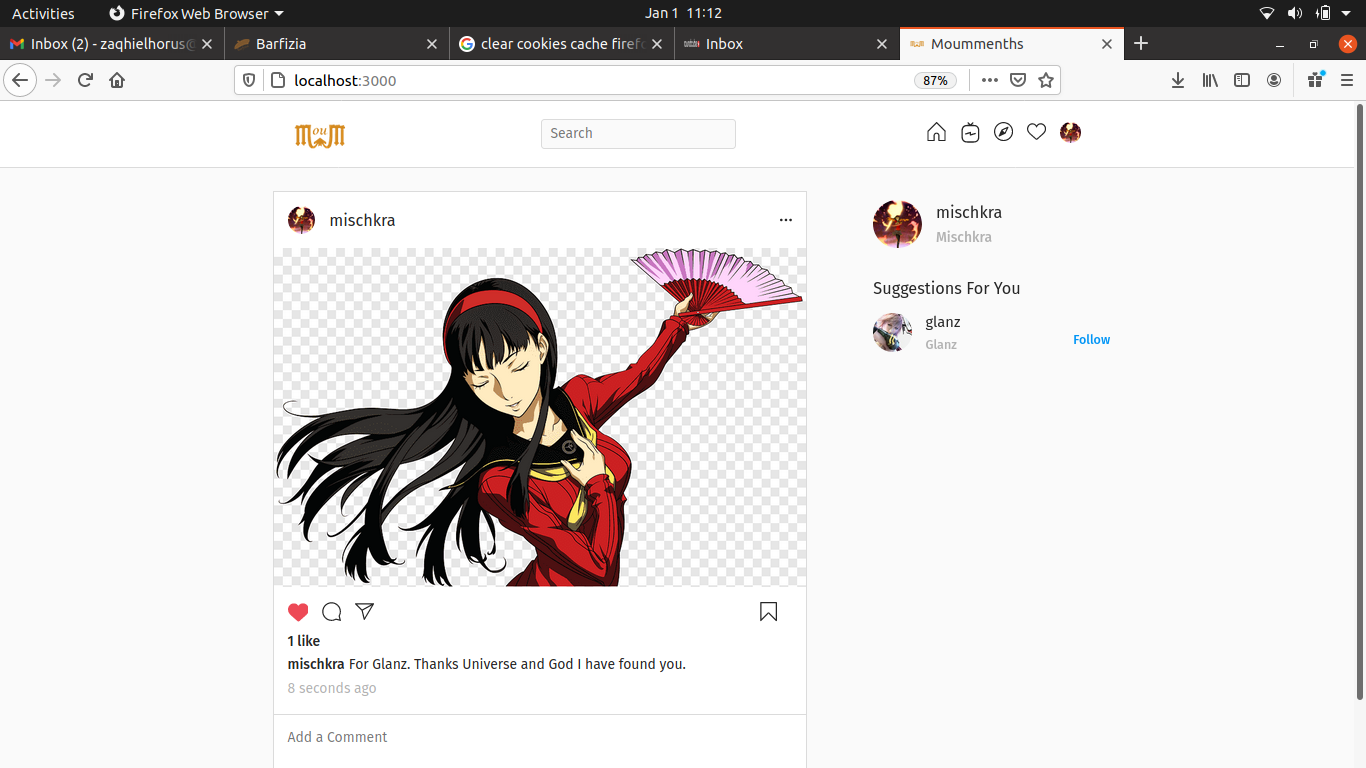 Activities Firefox Web Browser Jan 1 11:12
Inbox (2) - zaqhielhorus@ Barfizia clear cookies cache firefo Inbox Moummenths
localhost:3000 87%
MouM Search
mischkra
mischkra
Mischkra
Suggestions For You
glanz
Glanz
Follow
1 like
mischkra For Glanz. Thanks Universe and God I have found you.
8 seconds ago
Add a Comment